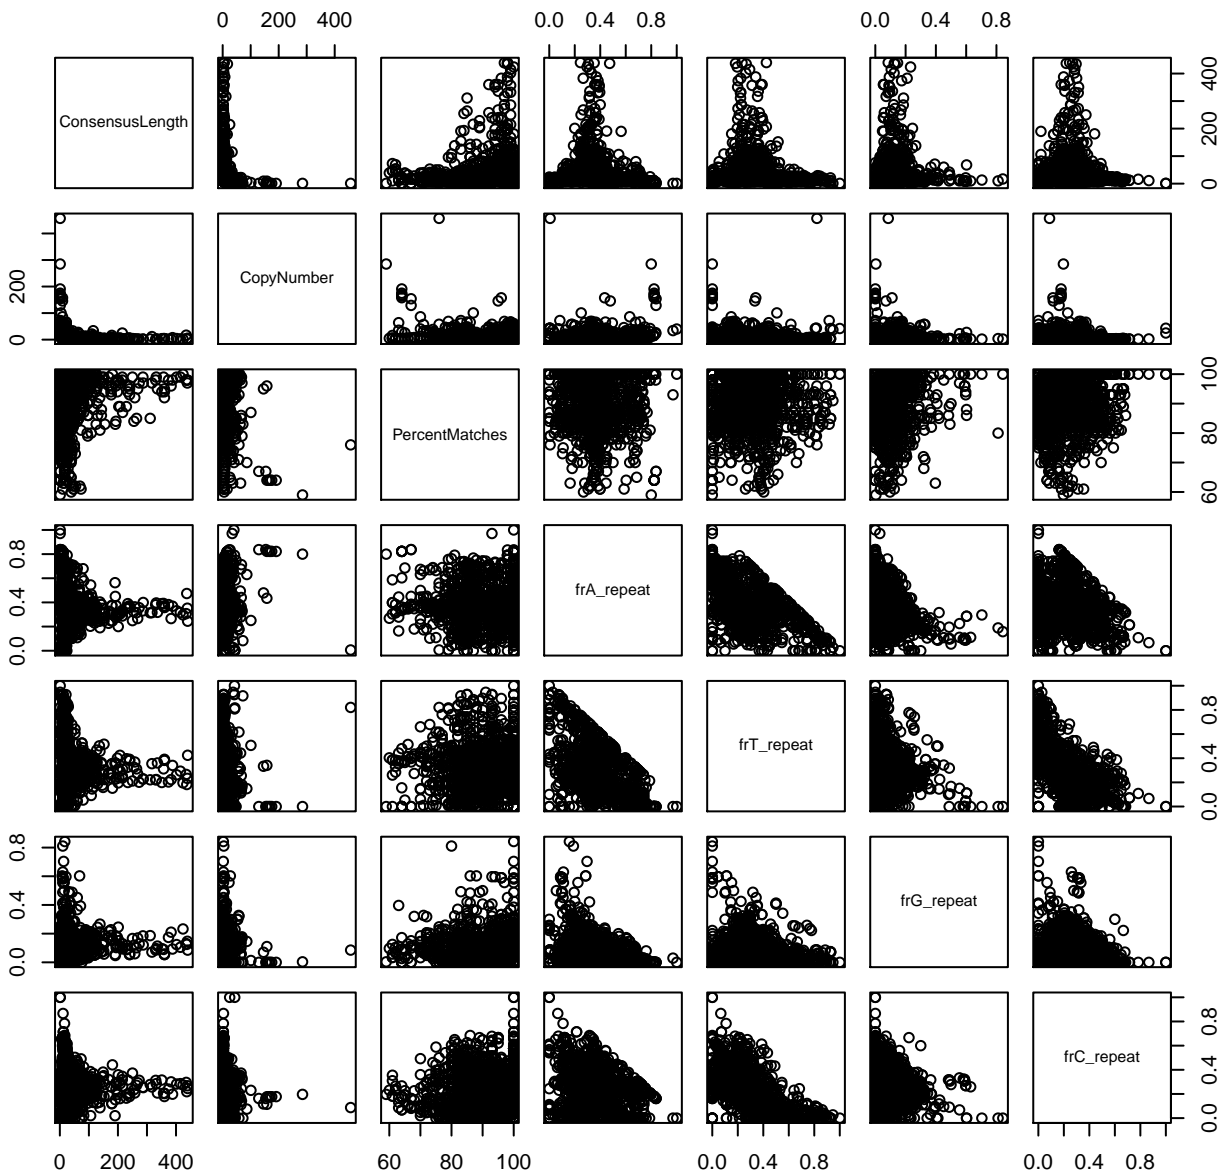 0 200 400 0.0 0.4 0.8 0.0 0.4 0.8
ConsensusLength 0 200 400
0 200 CopyNumber
PercentMatches 60 80 100
0.0 0.4 0.8 frA_repeat
frT_repeat 0.0 0.4 0.8
0.0 0.4 0.8 frG_repeat
frC_repeat 0.0 0.4 0.8
0 200 400 60 80 100 0.0 0.4 0.8 0.0 0.4 0.8